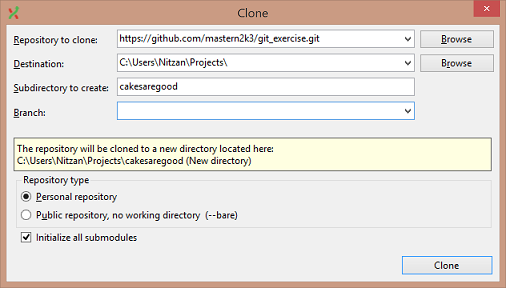 Clone
Repository to clone: https://github.com/mastern2k3/git_exercise.git Browse
Destination: C:\Users\Nitzan\Projects\ Browse
Subdirectory to create: cakesaregood
Branch:
The repository will be cloned to a new directory located here:
C:\Users\Nitzan\Projects\cakesaregood (New directory)
Repository type
Personal repository
Public repository, no working directory (--bare)
Initialize all submodules
Clone